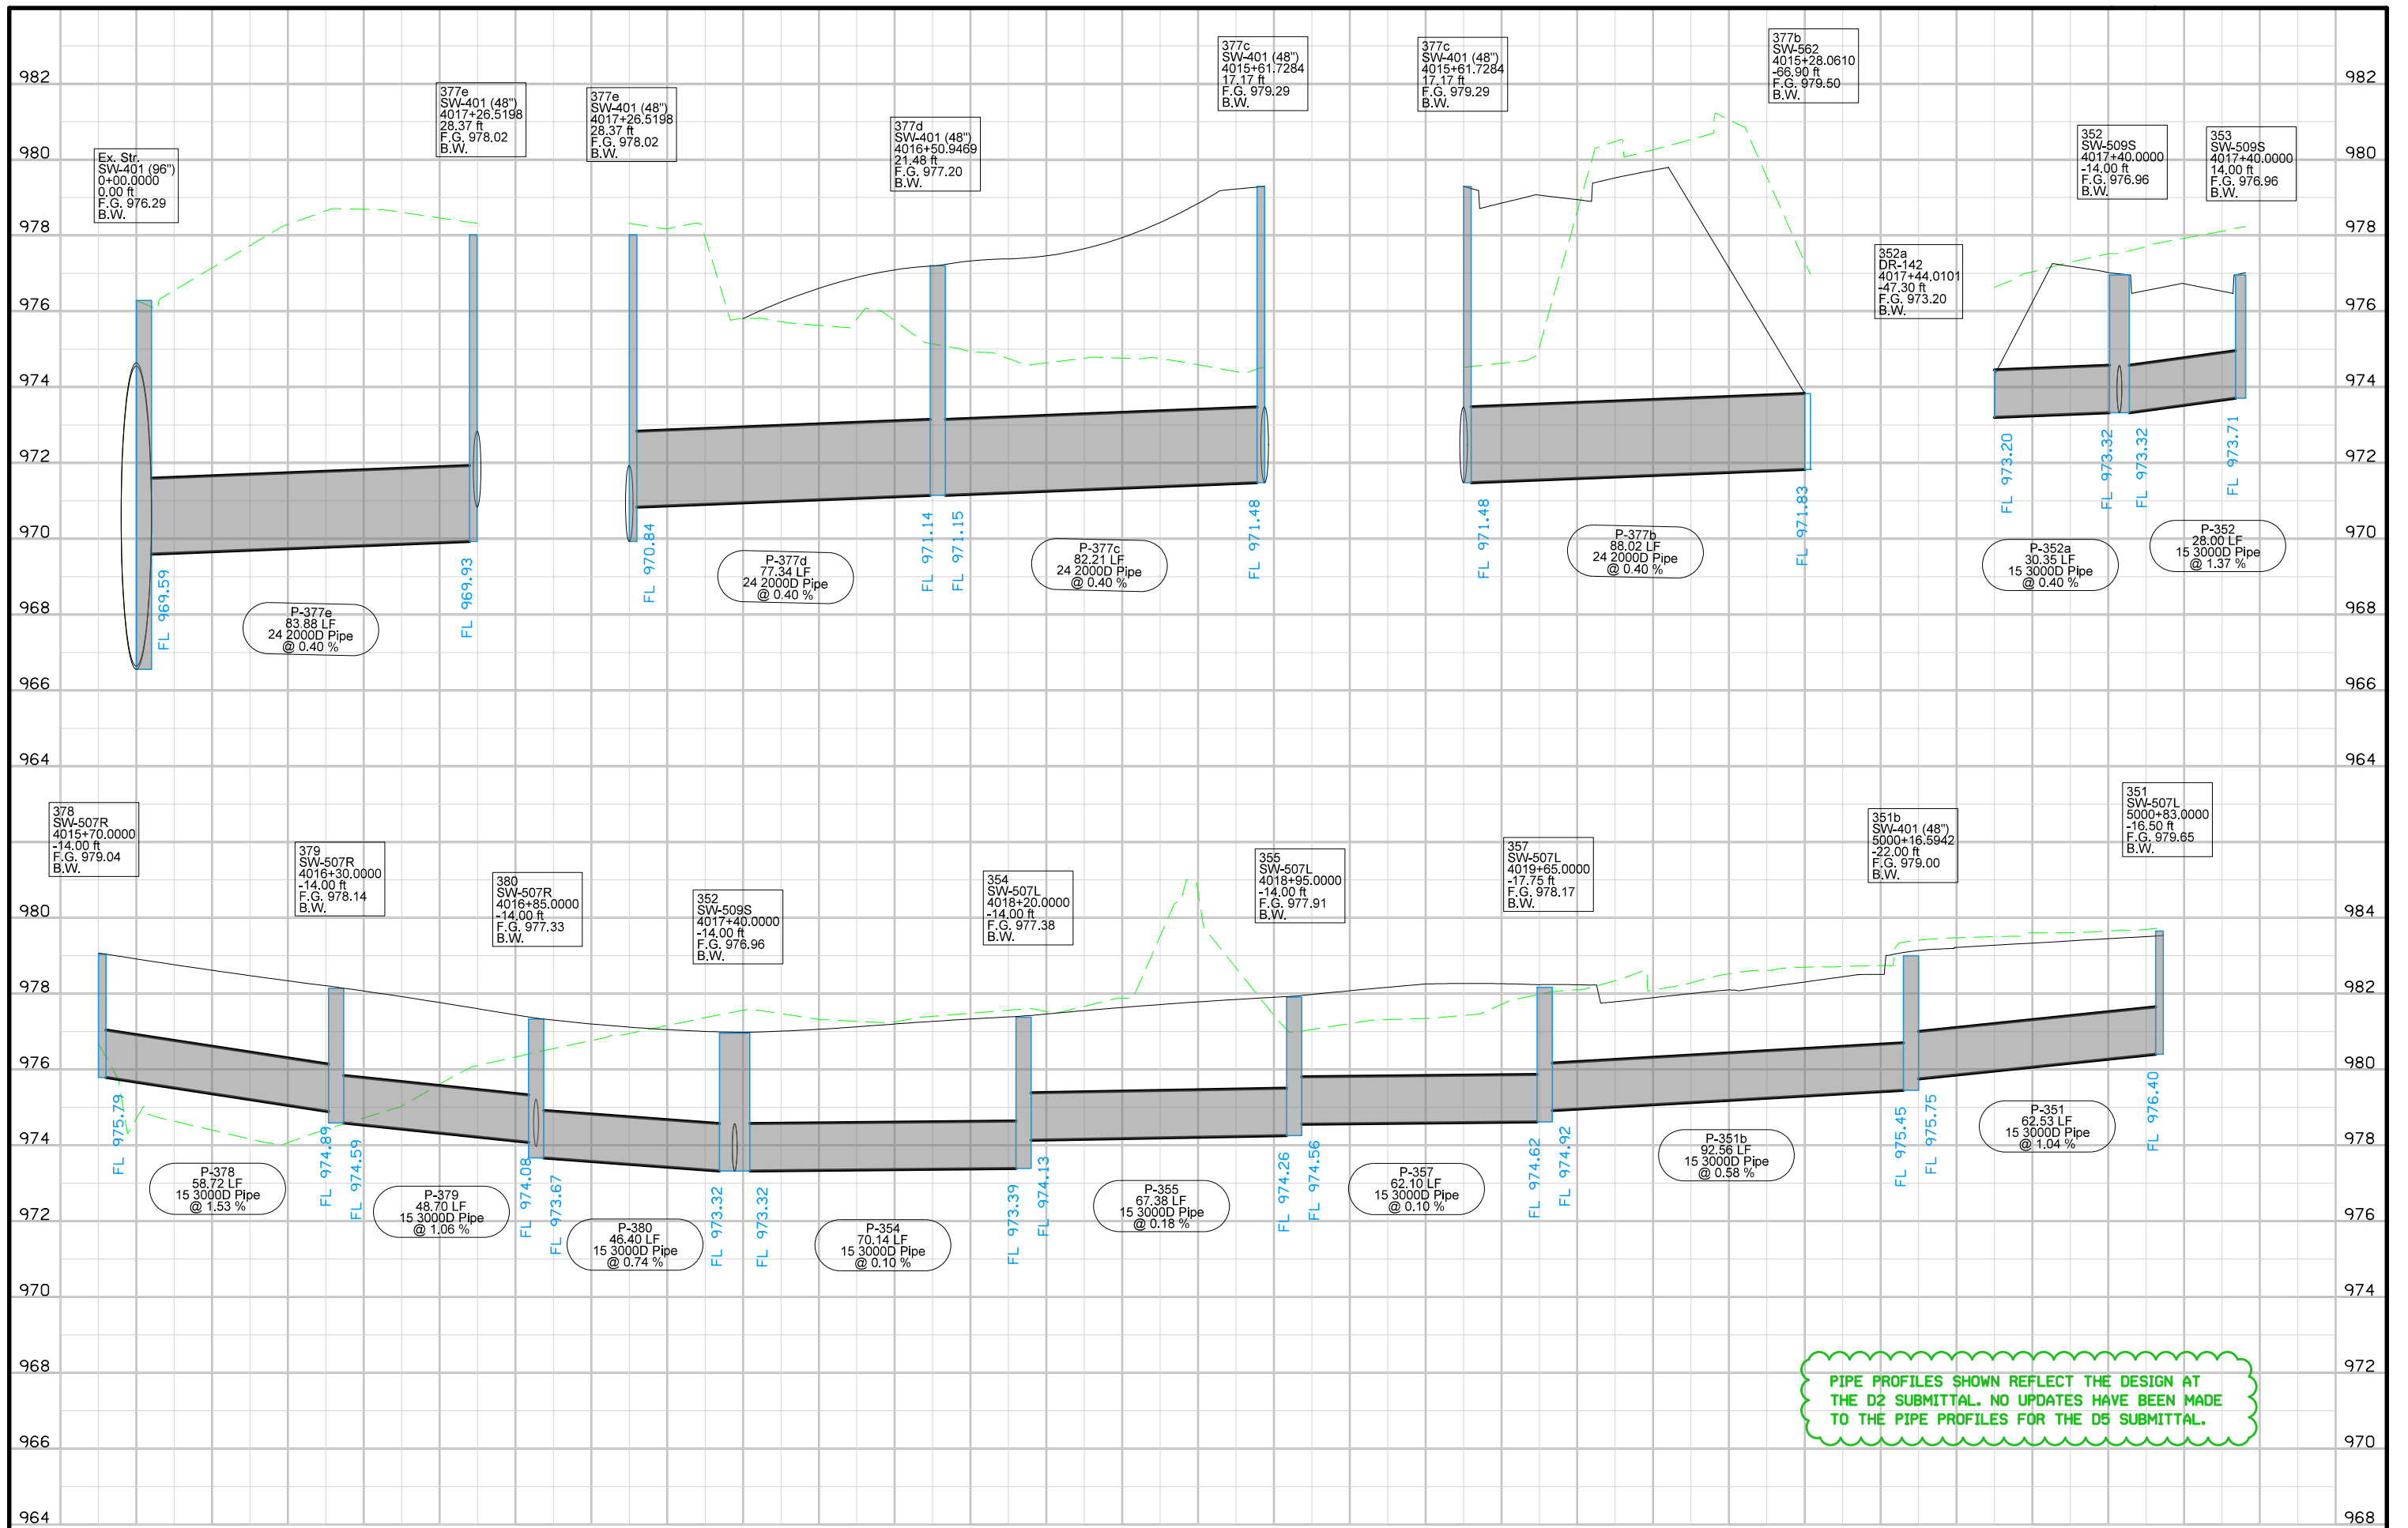 377c
SW-401 (48")
4015+61.7284
17.17 ft
F.G. 979.29
B.W.
377c
SW-401 (48")
4015+61.7284
17.17 ft
F.G. 979.29
B.W.
377b
SW-562
4015+28.0610
-66.90 ft
F.G. 979.50
B.W.
377e
SW-401 (48")
4017+26.5198
28.37 ft
F.G. 978.02
B.W.
377e
SW-401 (48")
4017+26.5198
28.37 ft
F.G. 978.02
B.W.
377d
SW-401 (48")
4016+50.9469
21.48 ft
F.G. 977.20
B.W.
352
SW-509S
4017+40.0000
-14.00 ft
F.G. 976.96
B.W.
353
SW-509S
4017+40.0000
14.00 ft
F.G. 976.96
B.W.
Ex. Str.
SW-401 (96")
0+00.0000
0.00 ft
F.G. 976.29
B.W.
352a
DR-142
4017+44.0101
-47.30 ft
F.G. 973.20
B.W.
982
980
978
976
974
972
970
968
966
964
982
980
978
976
974
972
970
968
966
964
FL 969.59
FL 969.93
FL 970.84
FL 971.14
FL 971.15
FL 971.48
FL 971.48
FL 971.83
FL 973.20
FL 973.32
FL 973.32
FL 973.71
P-377e
83.88 LF
24 2000D Pipe
@ 0.40 %
P-377d
77.34 LF
24 2000D Pipe
@ 0.40 %
P-377c
82.21 LF
24 2000D Pipe
@ 0.40 %
P-377b
88.02 LF
24 2000D Pipe
@ 0.40 %
P-352a
30.35 LF
15 3000D Pipe
@ 0.40 %
P-352
28.00 LF
15 3000D Pipe
@ 1.37 %
378
SW-507R
4015+70.0000
-14.00 ft
F.G. 979.04
B.W.
379
SW-507R
4016+30.0000
-14.00 ft
F.G. 978.14
B.W.
380
SW-507R
4016+85.0000
-14.00 ft
F.G. 977.33
B.W.
352
SW-509S
4017+40.0000
-14.00 ft
F.G. 976.96
B.W.
354
SW-507L
4018+20.0000
-14.00 ft
F.G. 977.38
B.W.
355
SW-507L
4018+95.0000
-14.00 ft
F.G. 977.91
B.W.
357
SW-507L
4019+65.0000
-17.75 ft
F.G. 978.17
B.W.
351b
SW-401 (48")
5000+16.5942
-22.00 ft
F.G. 979.00
B.W.
351
SW-507L
5000+83.0000
-16.50 ft
F.G. 979.65
B.W.
980
978
976
974
972
970
968
966
964
984
982
980
978
976
974
972
970
968
FL 975.79
FL 974.89
FL 974.59
FL 974.08
FL 973.67
FL 973.32
FL 973.32
FL 973.39
FL 974.13
FL 974.26
FL 974.56
FL 974.62
FL 974.92
FL 975.45
FL 975.75
FL 976.40
P-378
58.72 LF
15 3000D Pipe
@ 1.53 %
P-379
48.70 LF
15 3000D Pipe
@ 1.06 %
P-380
46.40 LF
15 3000D Pipe
@ 0.74 %
P-354
70.14 LF
15 3000D Pipe
@ 0.10 %
P-355
67.38 LF
15 3000D Pipe
@ 0.18 %
P-357
62.10 LF
15 3000D Pipe
@ 0.10 %
P-351b
92.56 LF
15 3000D Pipe
@ 0.58 %
P-351
62.53 LF
15 3000D Pipe
@ 1.04 %
PIPE PROFILES SHOWN REFLECT THE DESIGN AT
THE D2 SUBMITTAL. NO UPDATES HAVE BEEN MADE
TO THE PIPE PROFILES FOR THE D5 SUBMITTAL.